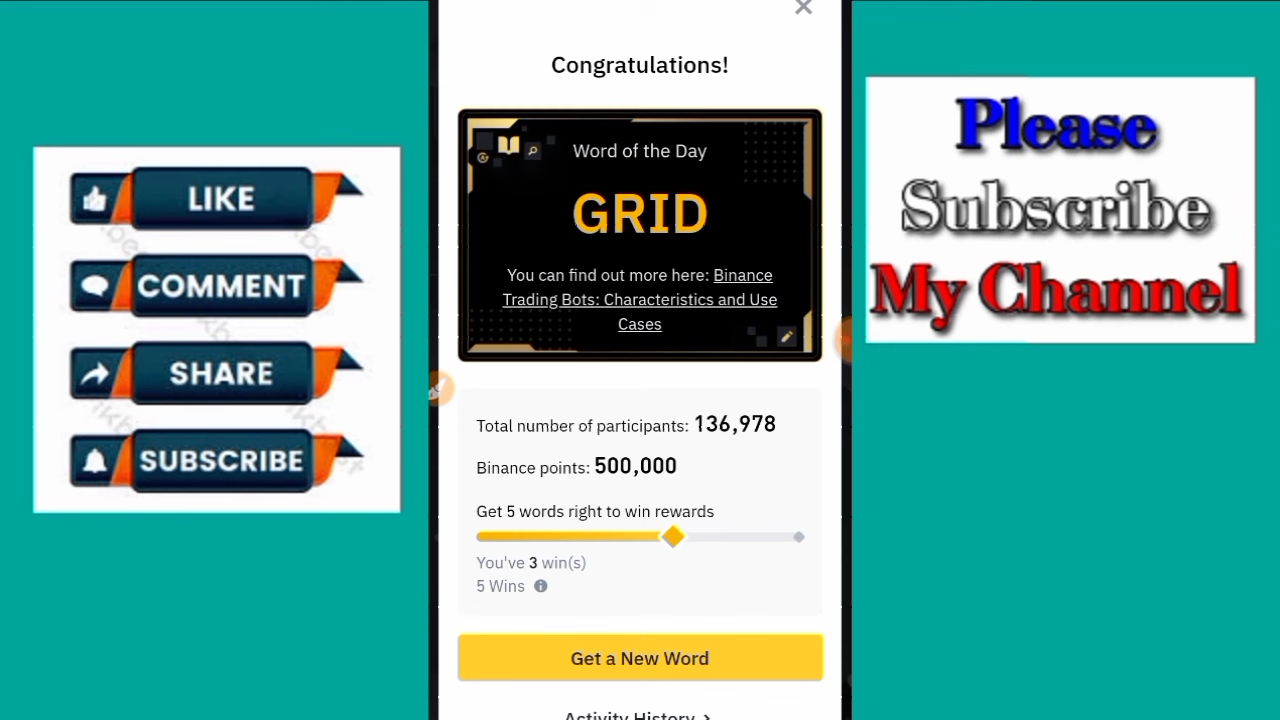 LIKE
COMMENT
SHARE
SUBSCRIBE
Congratulations!
Word of the Day
GRID
You can find out more here: Binance
Trading Bots: Characteristics and Use
Cases
Total number of participants: 136,978
Binance points: 500,000
Get 5 words right to win rewards
You've 3 win(s)
5 Wins
Get a New Word
Activity History
Please
Subscribe
My Channel